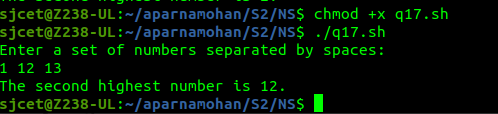 sjcet@Z238-UL:~/aparnamohan/S2/NS$ chmod +x q17.sh
sjcet@Z238-UL:~/aparnamohan/S2/NS$ ./q17.sh
Enter a set of numbers separated by spaces:
1 12 13
The second highest number is 12.
sjcet@Z238-UL:~/aparnamohan/S2/NS$